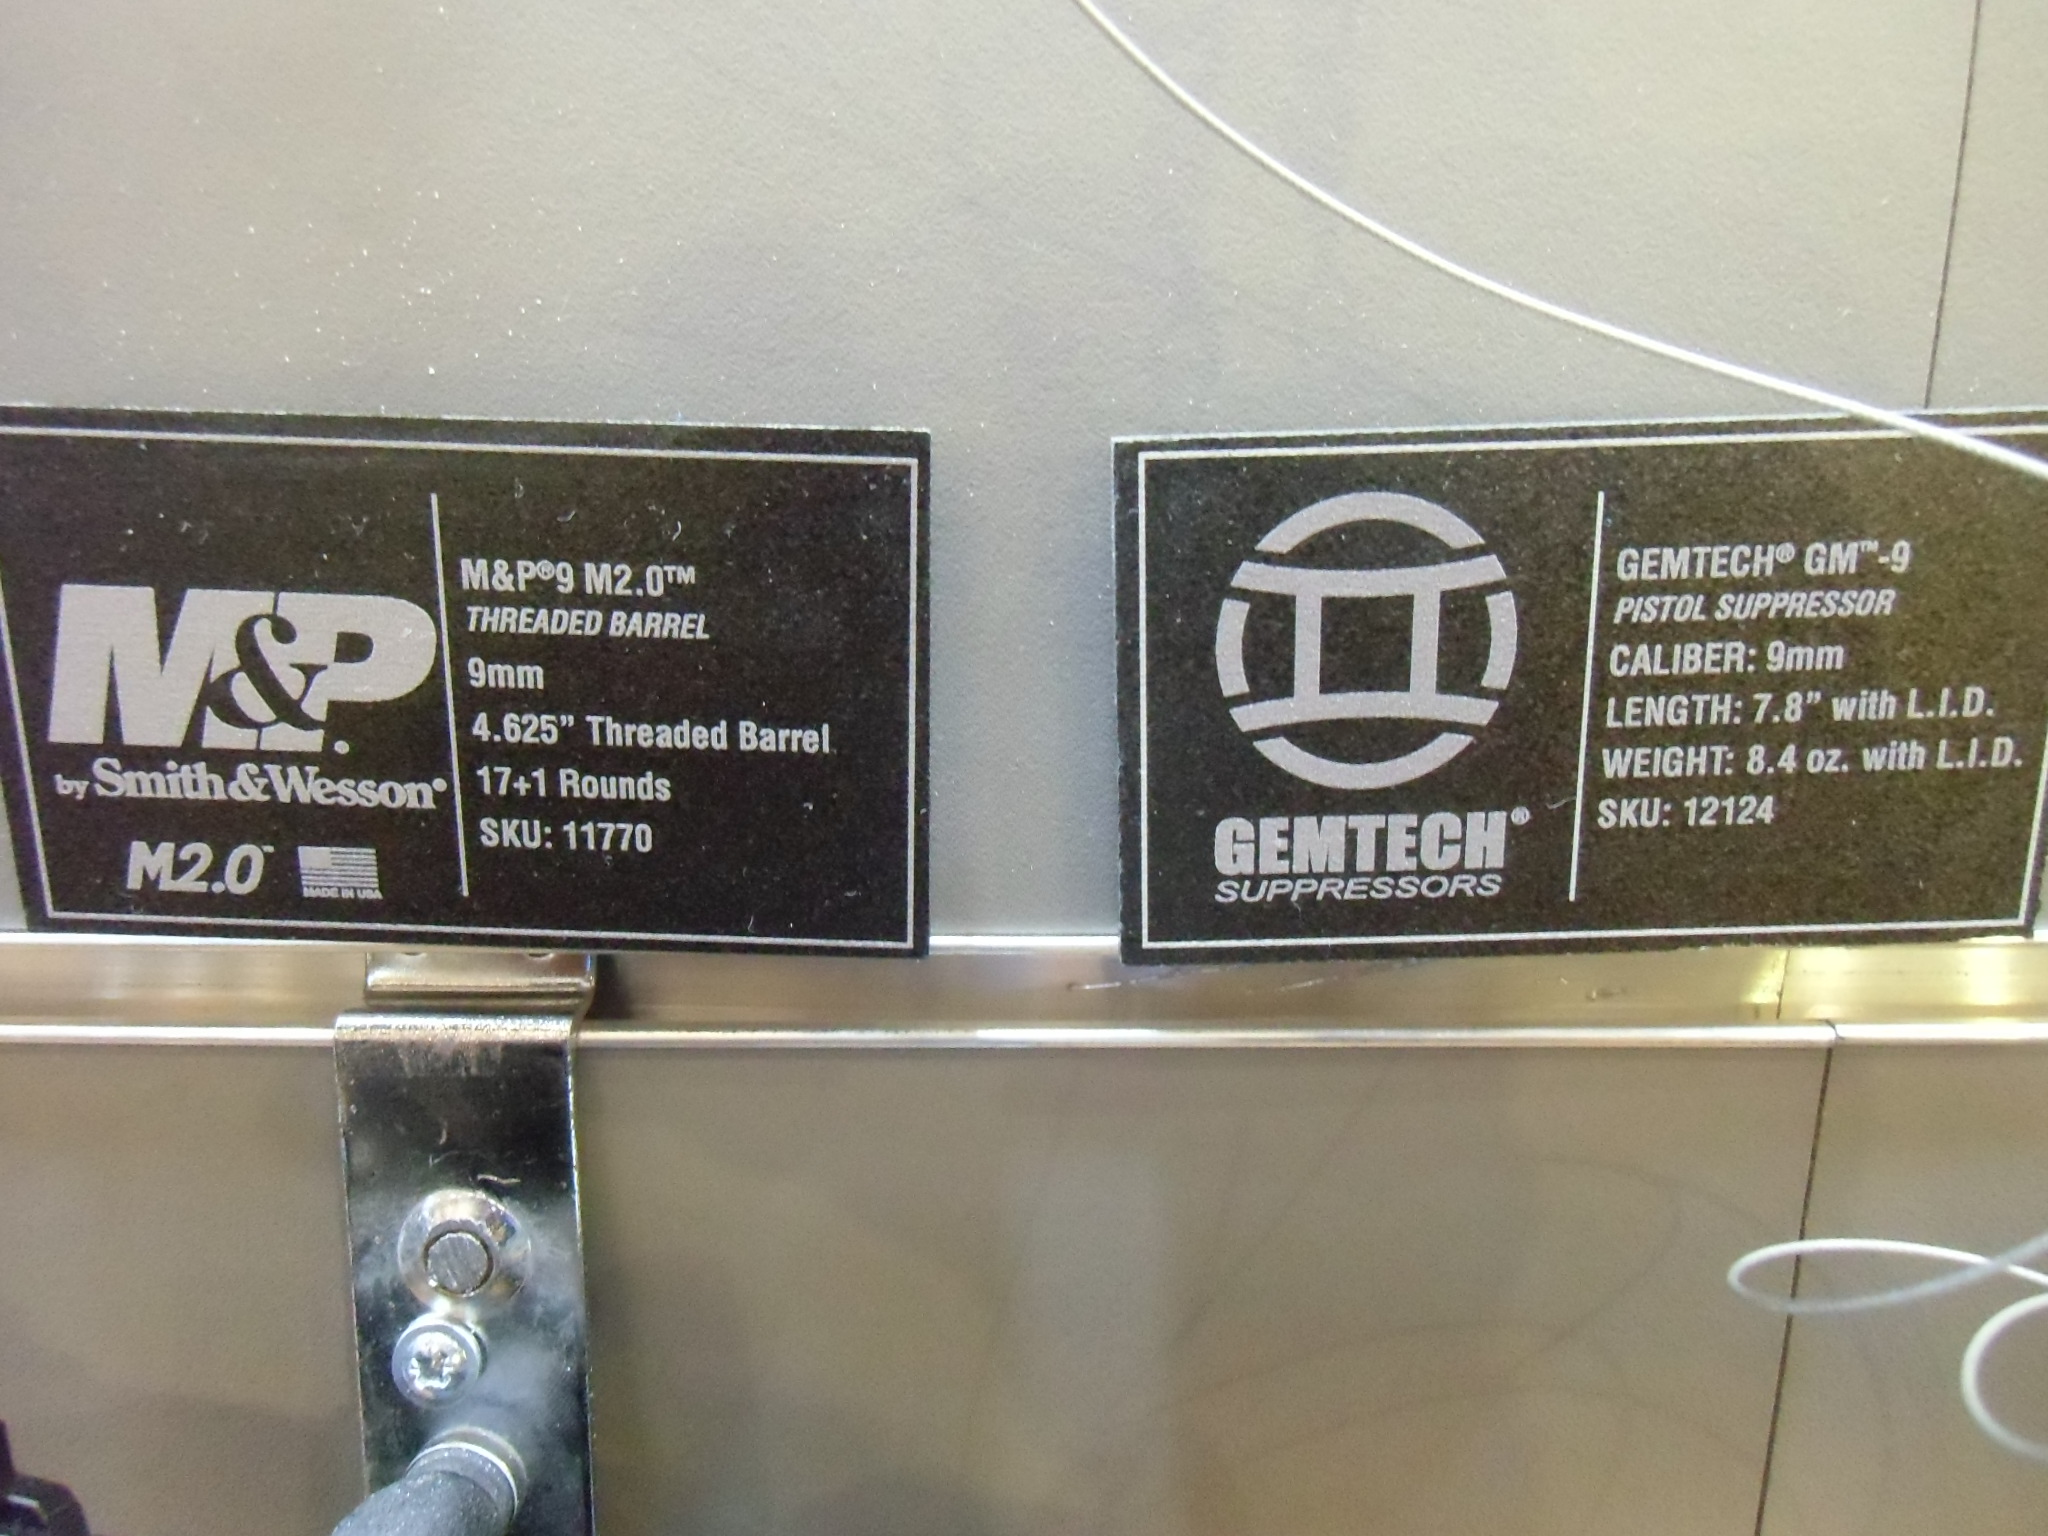 M&P.
by Smith & Wesson®
M2.0™
MADE IN USA
M&P®9 M2.0™
THREADED BARREL
9mm
4.625” Threaded Barrel
17+1 Rounds
SKU: 11770
GEMTECH®
SUPPRESSORS
GEMTECH® GM™-9
PISTOL SUPPRESSOR
CALIBER: 9mm
LENGTH: 7.8” with L.I.D.
WEIGHT: 8.4 oz. with L.I.D.
SKU: 12124